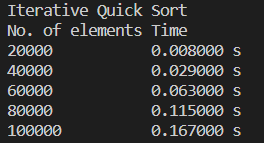 Iterative Quick Sort
No. of elements Time
20000 0.008000 s
40000 0.029000 s
60000 0.063000 s
80000 0.115000 s
100000 0.167000 s